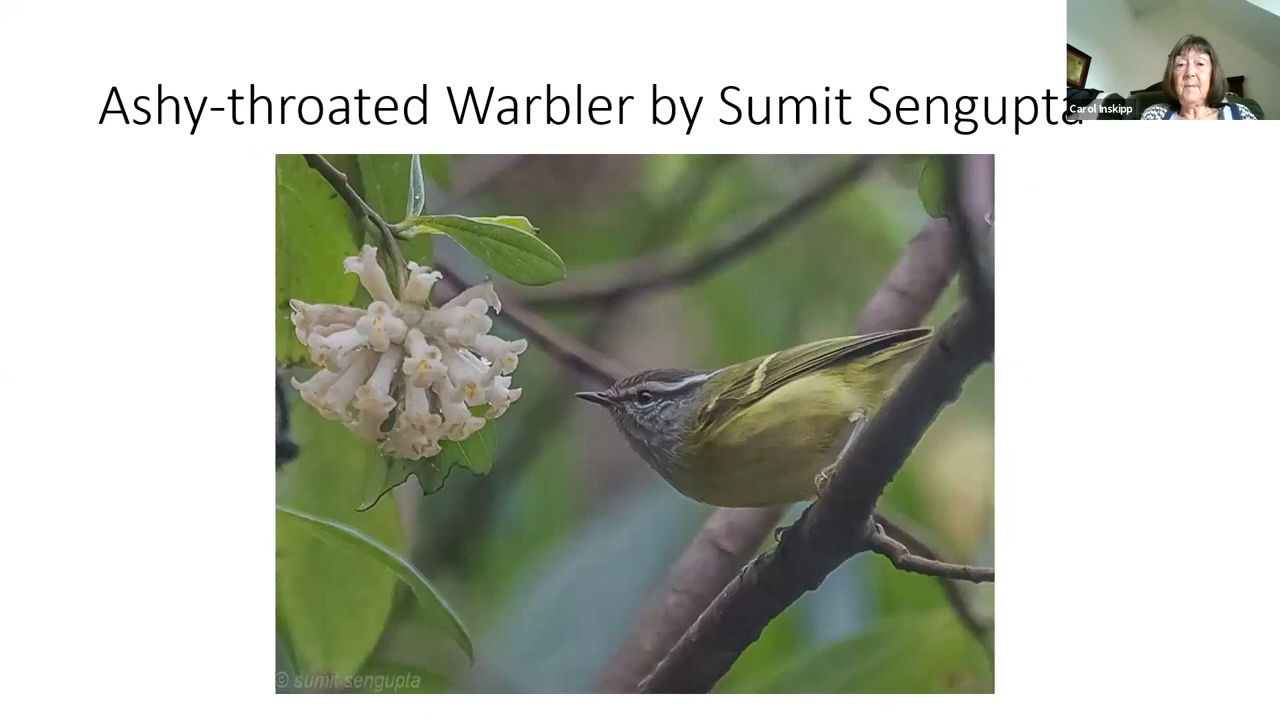 Ashy-throated Warbler by Sumit Sengupta
Carol Inskipp
© sumit-sengupta